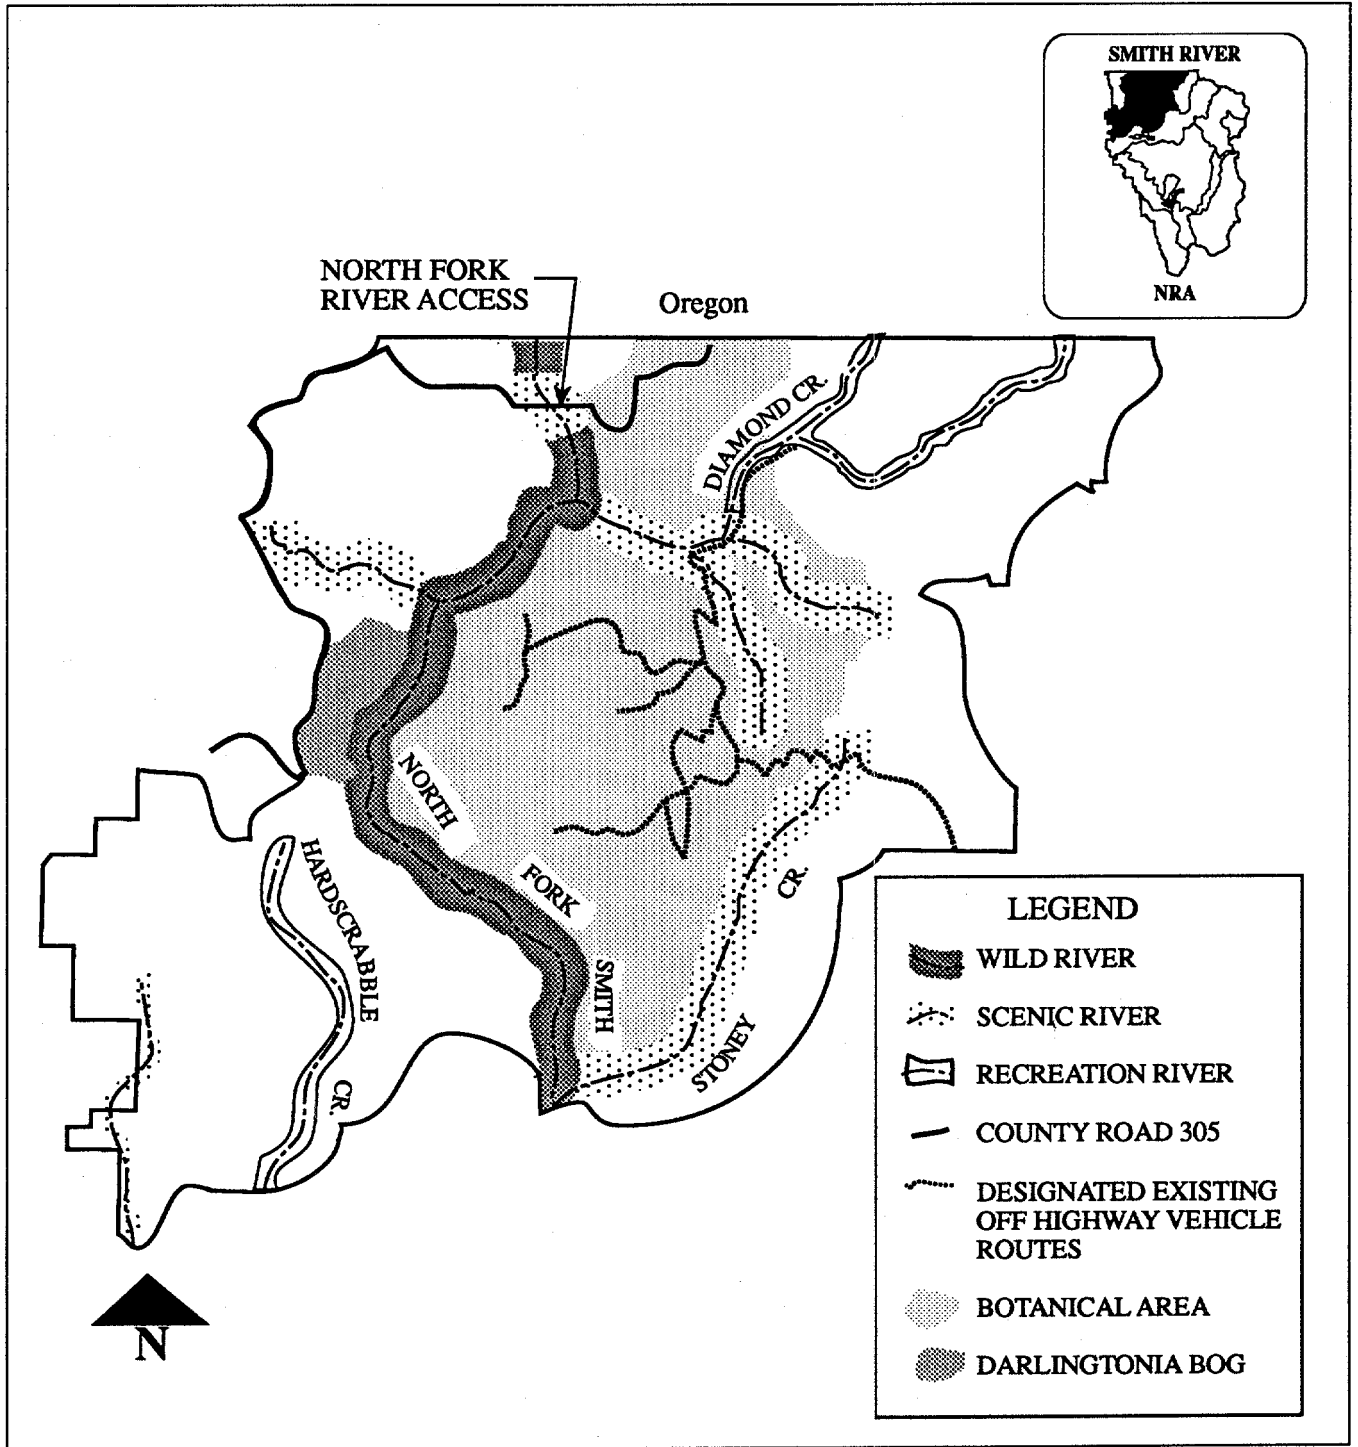 SMITH RIVER
NRA
NORTH FORK
RIVER ACCESS
Oregon
DIAMOND CR.
NORTH
FORK
SMITH
HARDSCRABBLE
CR.
CR.
STONEY
LEGEND
WILD RIVER
SCENIC RIVER
RECREATION RIVER
COUNTY ROAD 305
DESIGNATED EXISTING
OFF HIGHWAY VEHICLE
ROUTES
BOTANICAL AREA
DARLINGTONIA BOG
N